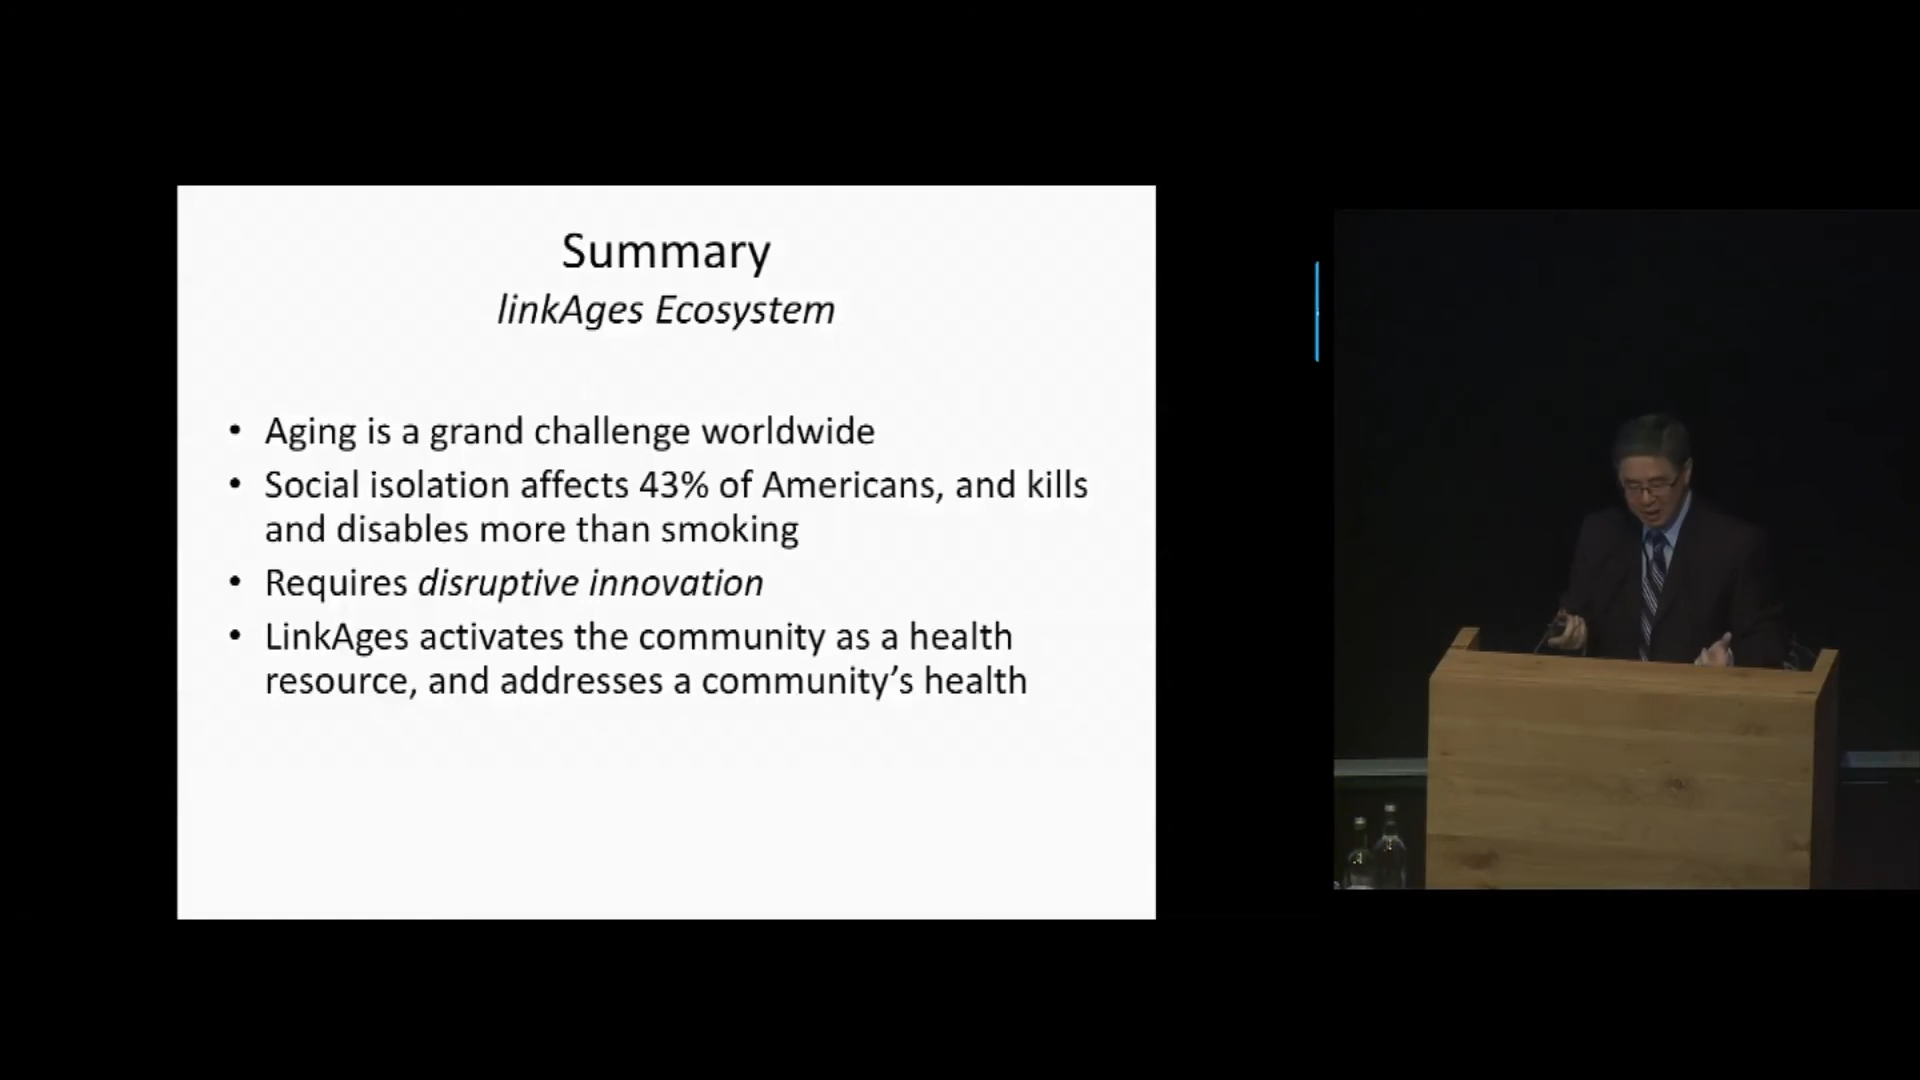 Summary
linkAges Ecosystem
• Aging is a grand challenge worldwide
• Social isolation affects 43% of Americans, and kills
and disables more than smoking
• Requires disruptive innovation
• LinkAges activates the community as a health
resource, and addresses a community’s health